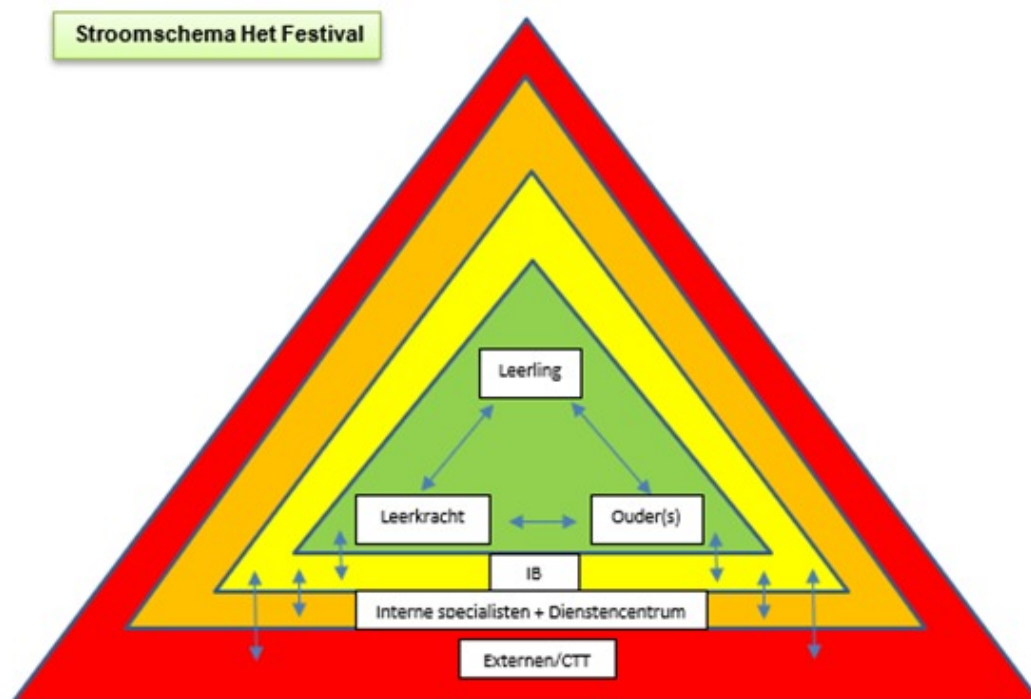 Stroomschema Het Festival
Leerling
Leerkracht
Ouder(s)
IB
Interne specialisten + Dienstencentrum
Externen/CTT